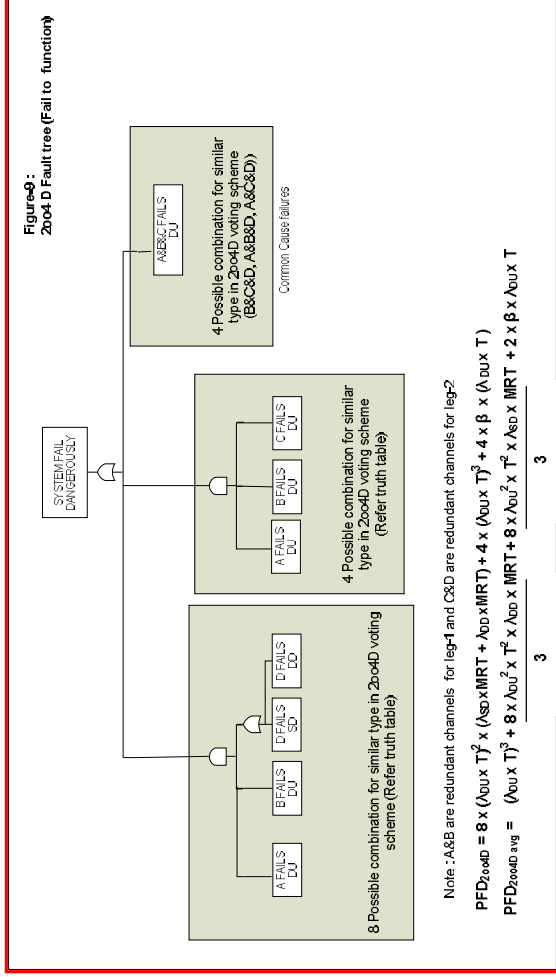 Figure-9 :
2oo4 D Fault tree (Fail to function)
SYSTEM FAIL
DANGEROUSLY
A FAILS
DU
B FAILS
DU
D FAILS
SD
D FAILS
DD
8 Possible combination for similar type in 2oo4D voting
scheme (Refer truth table)
A FAILS
DU
B FAILS
DU
C FAILS
DU
4 Possible combination for similar
type in 2oo4D voting scheme
(Refer truth table)
A&B&C FAILS
DU
4 Possible combination for similar
type in 2oo4D voting scheme
(B&C&D, A&B&D, A&C&D))
Common Cause failures
Note : A&B are redundant channels for leg-1 and C&D are redundant channels for leg-2
PFD2oo4D = 8 x (λDU x T)² x (λSD x MRT + λDD x MRT) + 4 x (λDU x T)³ + 4 x β x (λDU x T)
PFD2oo4D avg = (λDU x T)³ + 8 x λDU² x T² x λDD x MRT + 8 x λDU² x T² x λSD x MRT + 2 x β x λDU x T
3 3